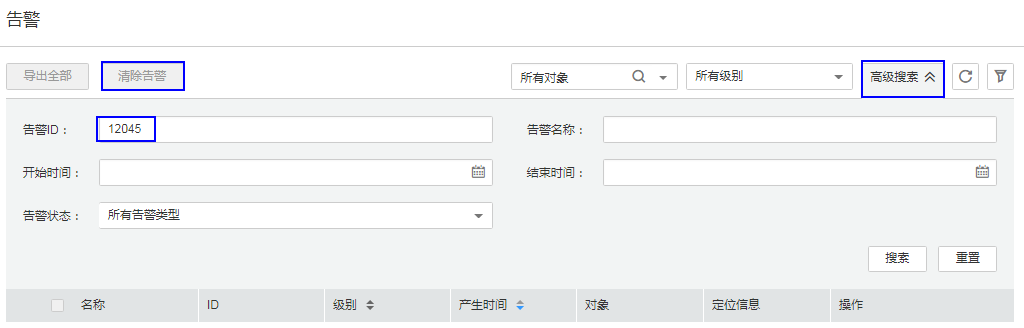 告警
导出全部 清除告警 所有对象 所有级别 高级搜索
告警ID： 12045 告警名称：
开始时间： 结束时间：
告警状态： 所有告警类型
搜索 重置
名称 ID 级别 产生时间 对象 定位信息 操作